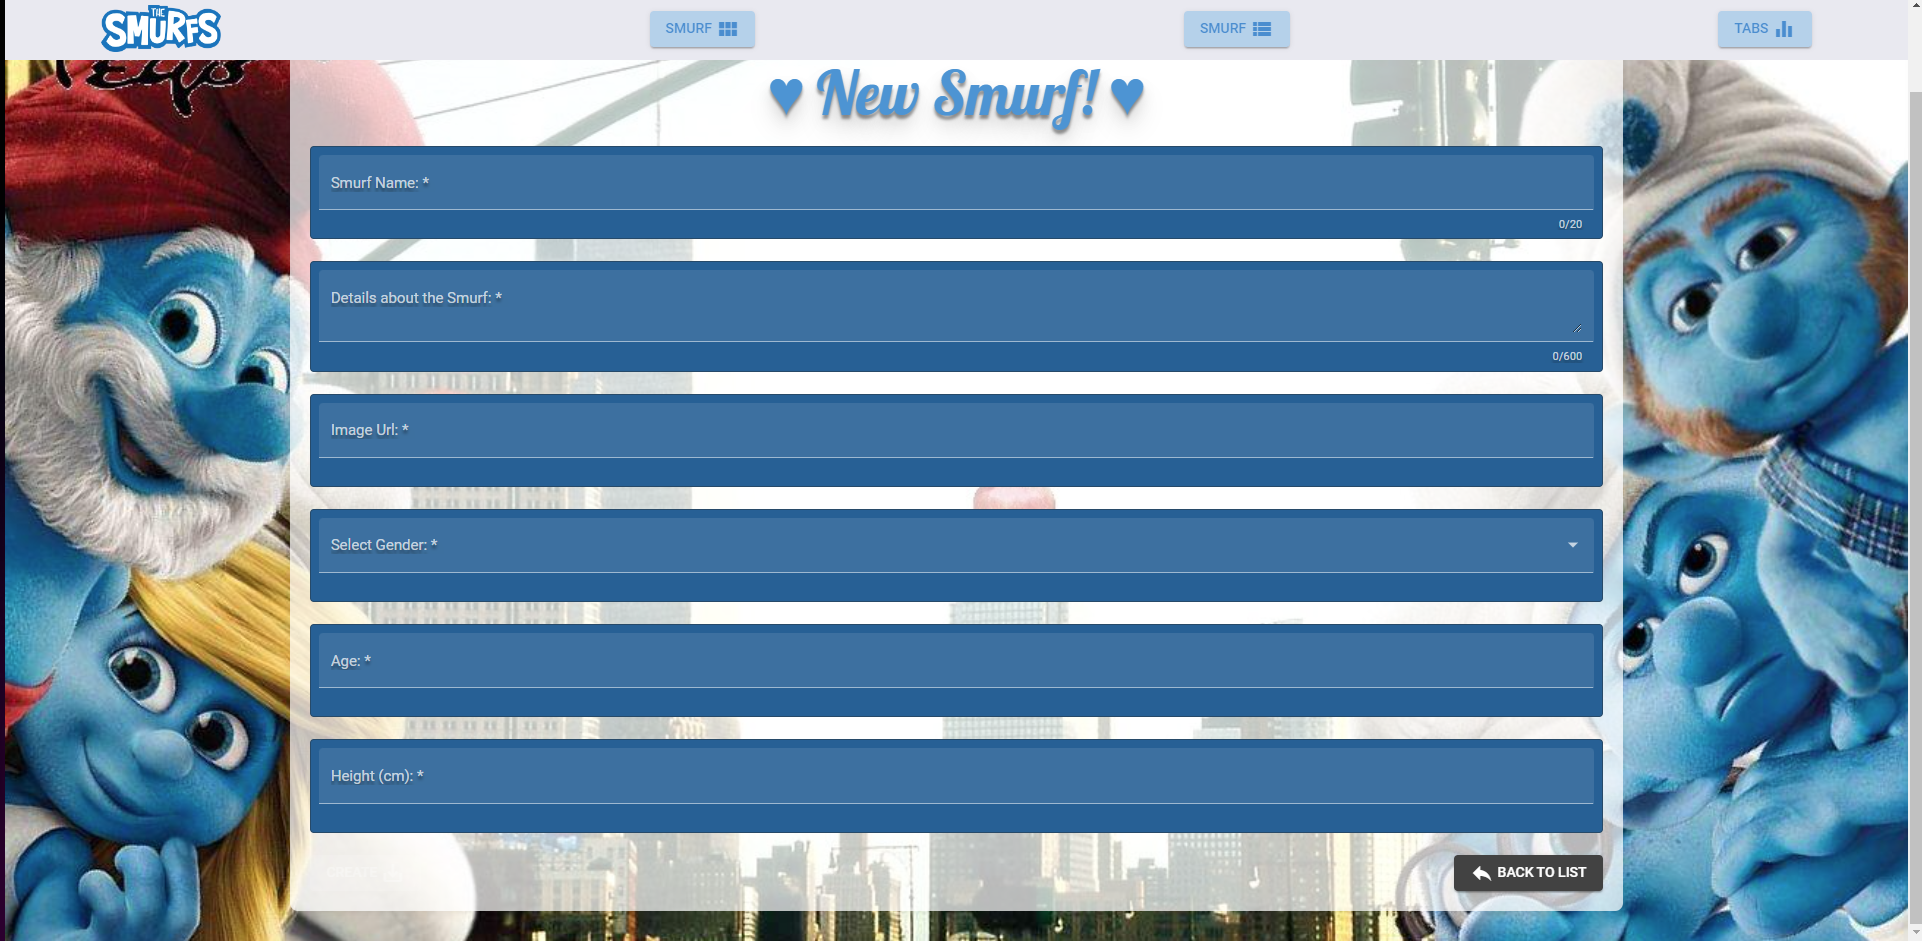 THE
SMURFS
SMURF
SMURF
TABS
♥ New Smurf! ♥
Smurf Name: *
0/20
Details about the Smurf: *
0/600
Image Url: *
Select Gender: *
Age: *
Height (cm): *
CREATE
BACK TO LIST